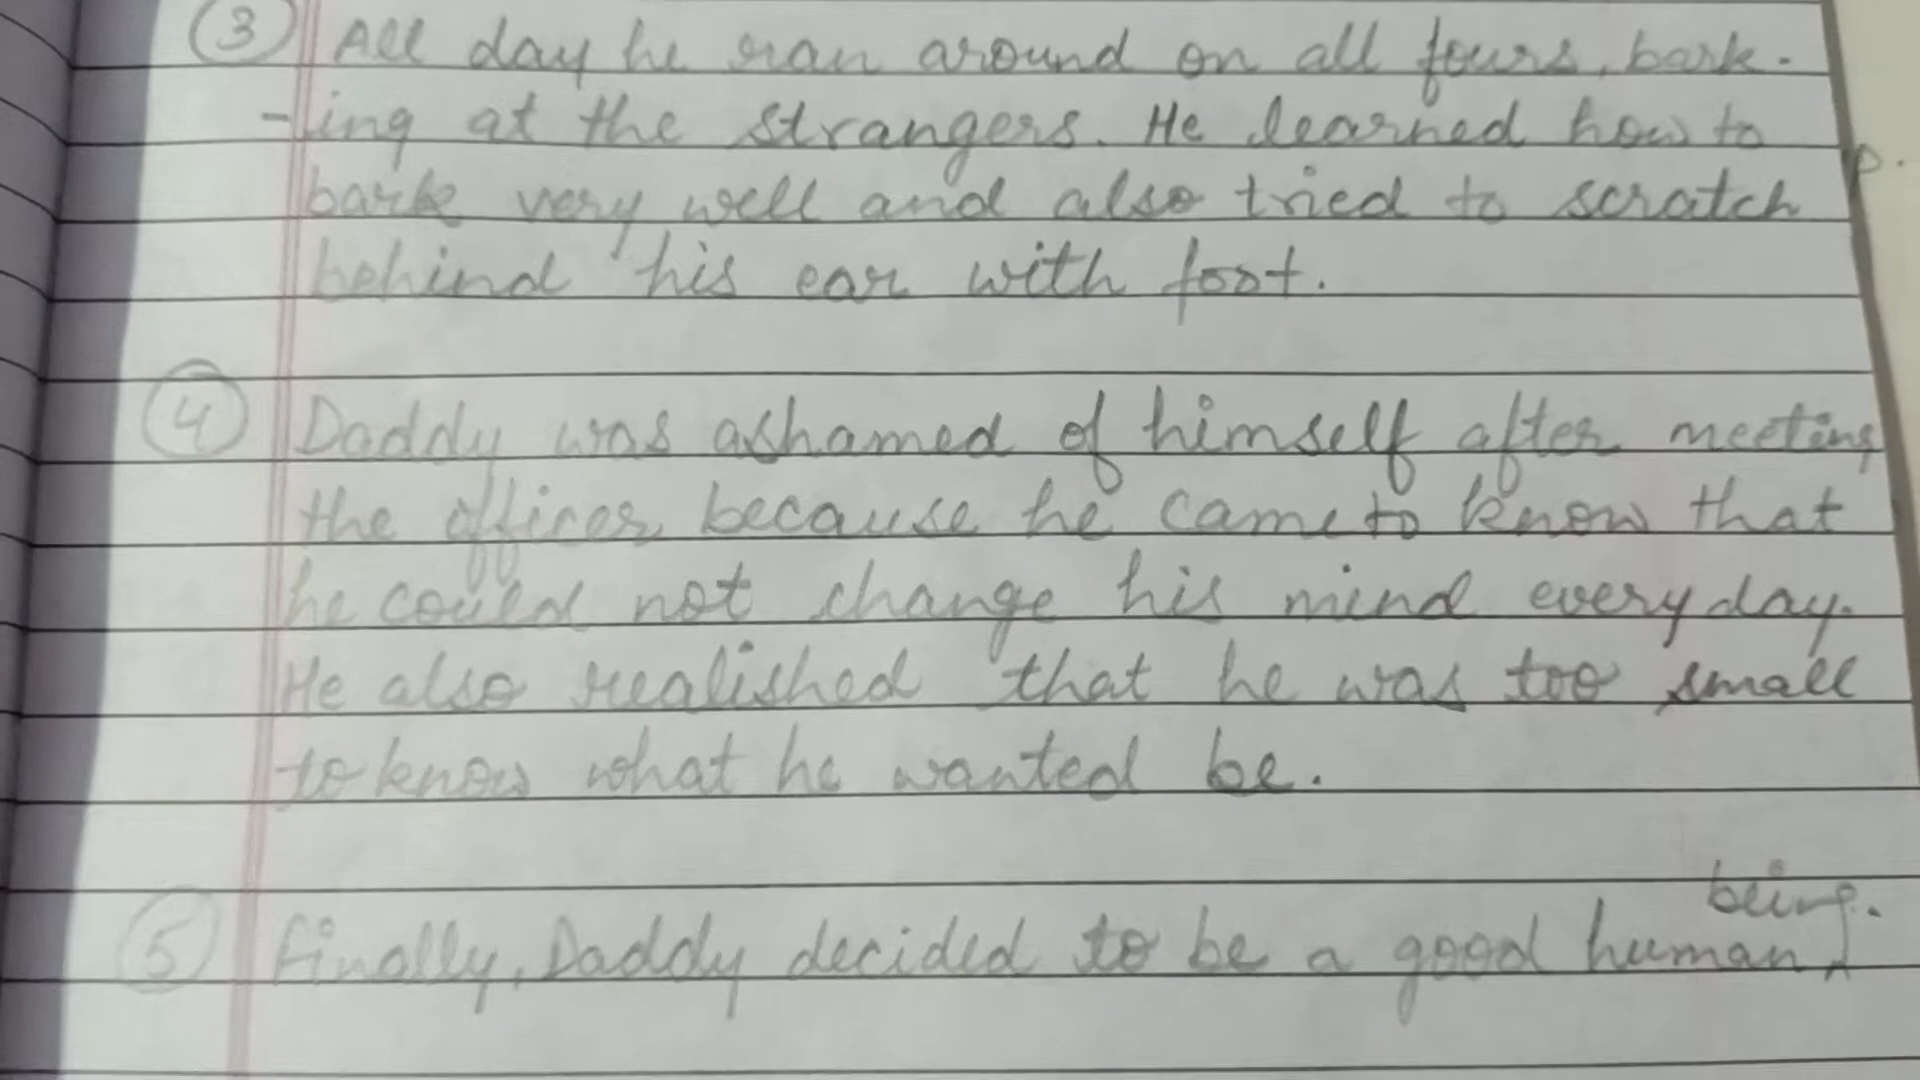 3 All day he ran around on all fours, bark-
-ing at the strangers. He learned how to
bark very well and also tried to scratch
behind his ear with foot.
4 Daddy was ashamed of himself after meeting
the officer because he came to know that
he could not change his mind everyday.
He also realished that he was too small
to know what he wanted be.
5 Finally, Daddy decided to be a good human being.